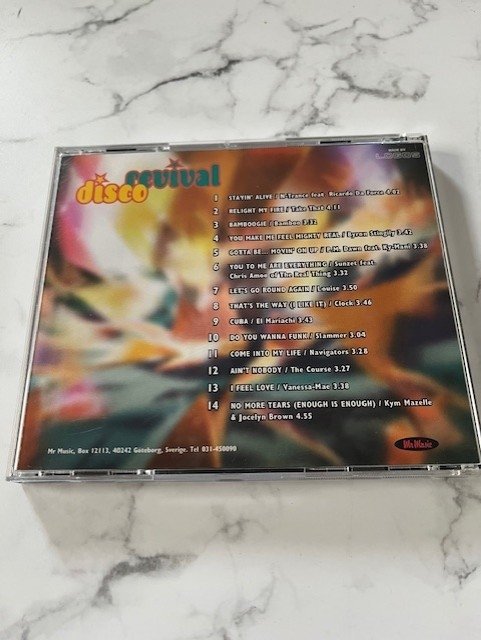 disco revival
LOGOS
1 STAYIN' ALIVE / N-Trance feat. Ricardo Da Force 4.02
2 RELIGHT MY FIRE / Take That 4.11
3 BAMBOOGIE / Bamboo 3.32
4 YOU MAKE ME FEEL MIGHTY REAL / Byron Stingily 3.42
5 GOTTA BE... MOVIN' ON UP / P.M. Dawn feat. Ky-Mani 3.38
6 YOU TO ME ARE EVERYTHING / Sunzet feat.
Chris Amoo of The Real Thing 3.32
7 LET'S GO ROUND AGAIN / Louise 3.50
8 THAT'S THE WAY (I LIKE IT) / Clock 3.46
9 CUBA / El Mariachi 3.43
10 DO YOU WANNA FUNK / Slammer 3.04
11 COME INTO MY LIFE / Navigators 3.28
12 AIN'T NOBODY / The Course 3.27
13 I FEEL LOVE / Vanessa-Mae 3.38
14 NO MORE TEARS (ENOUGH IS ENOUGH) / Kym Mazelle
& Jocelyn Brown 4.55
Mr Music, Box 12113, 40242 Göteborg, Sverige. Tel 031-450090
Mr Music